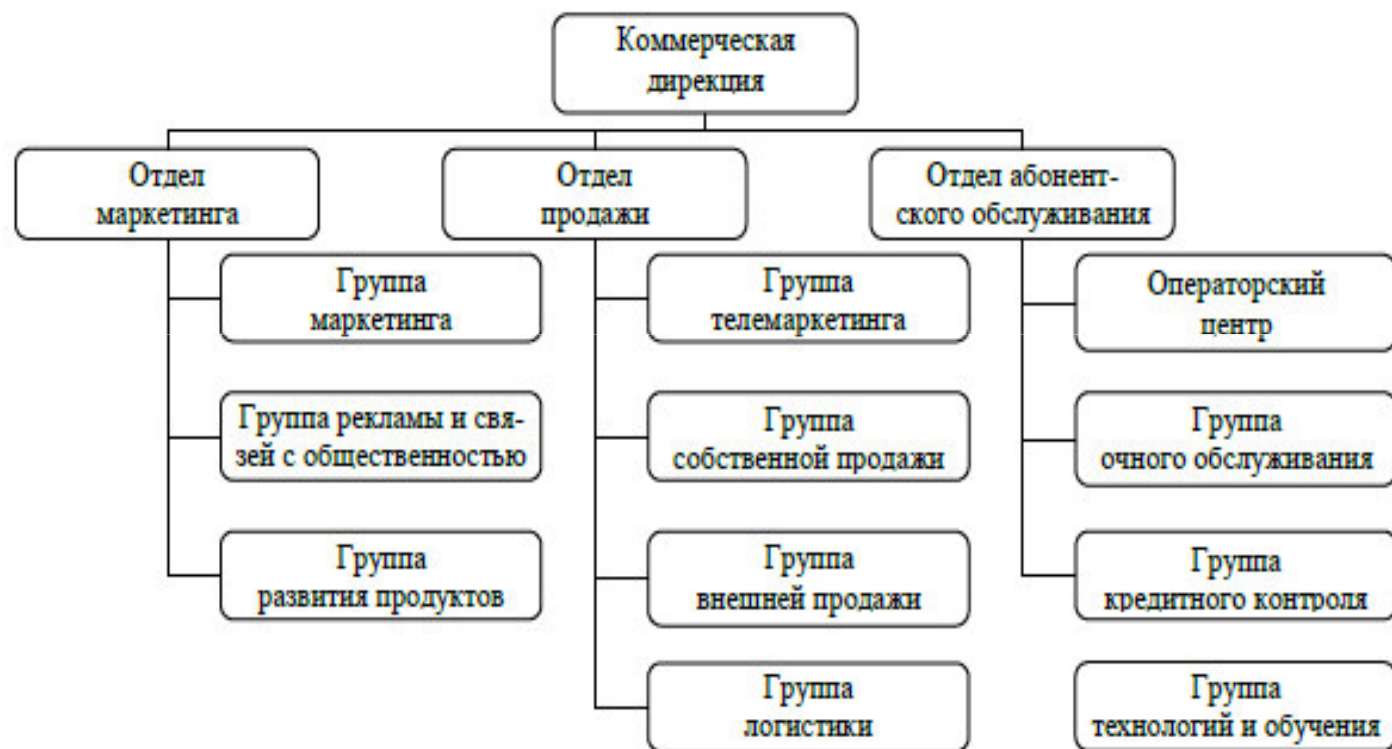 Коммерческая
дирекция
Отдел
маркетинга
Отдел
продажи
Отдел абонент-
ского обслуживания
Группа
маркетинга
Группа
телемаркетинга
Операторский
центр
Группа рекламы и свя-
зей с общественностью
Группа
собственной продажи
Группа
очного обслуживания
Группа
развития продуктов
Группа
внешней продажи
Группа
кредитного контроля
Группа
логистики
Группа
технологий и обучения